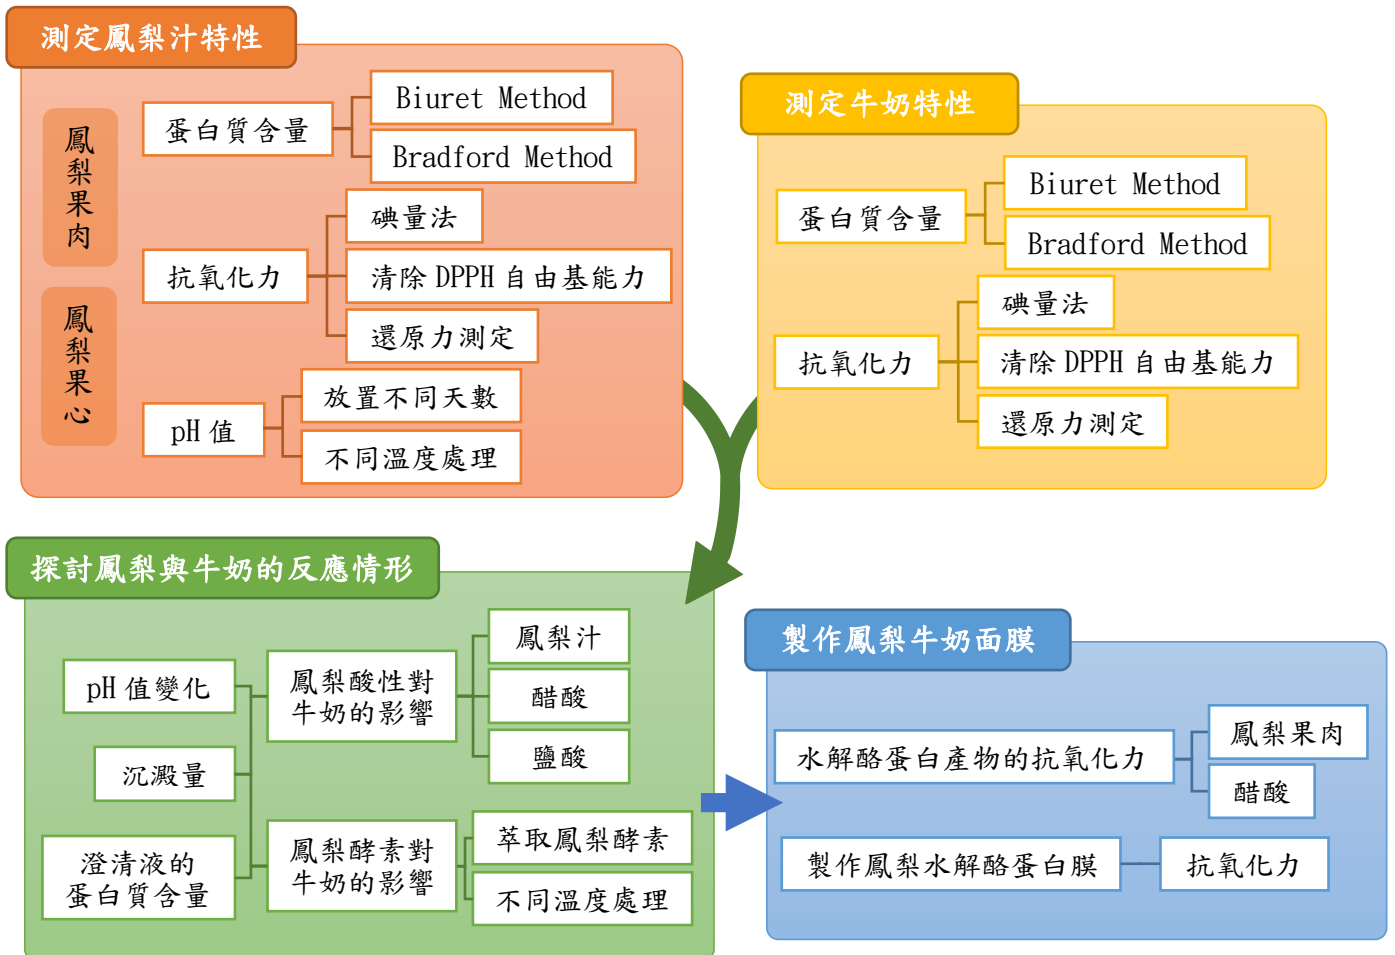 測定鳳梨汁特性
鳳梨果肉
鳳梨果心
蛋白質含量
Biuret Method
Bradford Method
抗氧化力
碘量法
清除 DPPH 自由基能力
還原力測定
pH 值
放置不同天數
不同溫度處理
測定牛奶特性
蛋白質含量
Biuret Method
Bradford Method
抗氧化力
碘量法
清除 DPPH 自由基能力
還原力測定
探討鳳梨與牛奶的反應情形
pH 值變化
沉澱量
澄清液的
蛋白質含量
鳳梨酸性對
牛奶的影響
鳳梨汁
醋酸
鹽酸
鳳梨酵素對
牛奶的影響
萃取鳳梨酵素
不同溫度處理
製作鳳梨牛奶面膜
水解酪蛋白產物的抗氧化力
鳳梨果肉
醋酸
製作鳳梨水解酪蛋白膜
抗氧化力